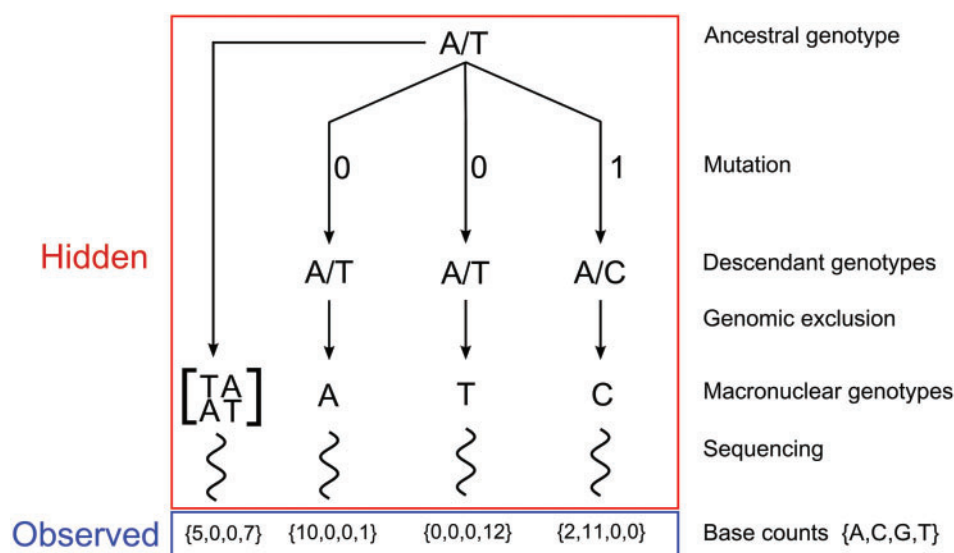 A/T Ancestral genotype
0 0 1 Mutation
Hidden
A/T A/T A/C Descendant genotypes
Genomic exclusion
[TA A T C Macronuclear genotypes
AT]
Sequencing
Observed {5,0,0,7} {10,0,0,1} {0,0,0,12} {2,11,0,0} Base counts {A,C,G,T}